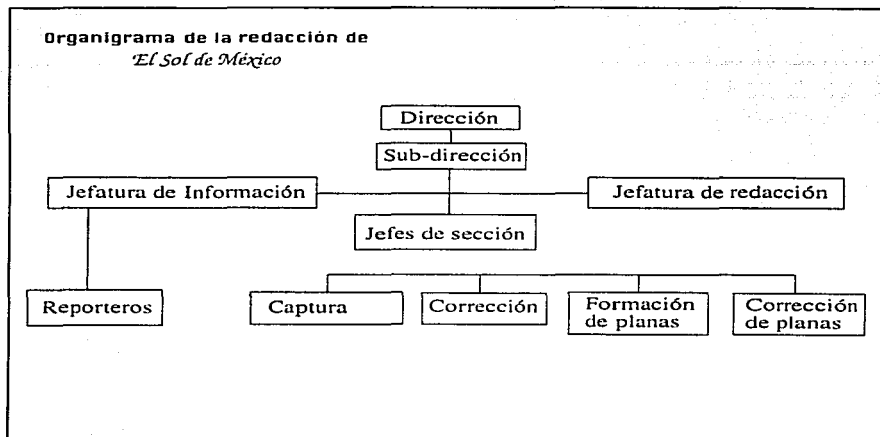 Organigrama de la redacción de
El Sol de México
Dirección
Sub-dirección
Jefatura de Información
Jefatura de redacción
Jefes de sección
Reporteros
Captura
Corrección
Formación
de planas
Corrección
de planas